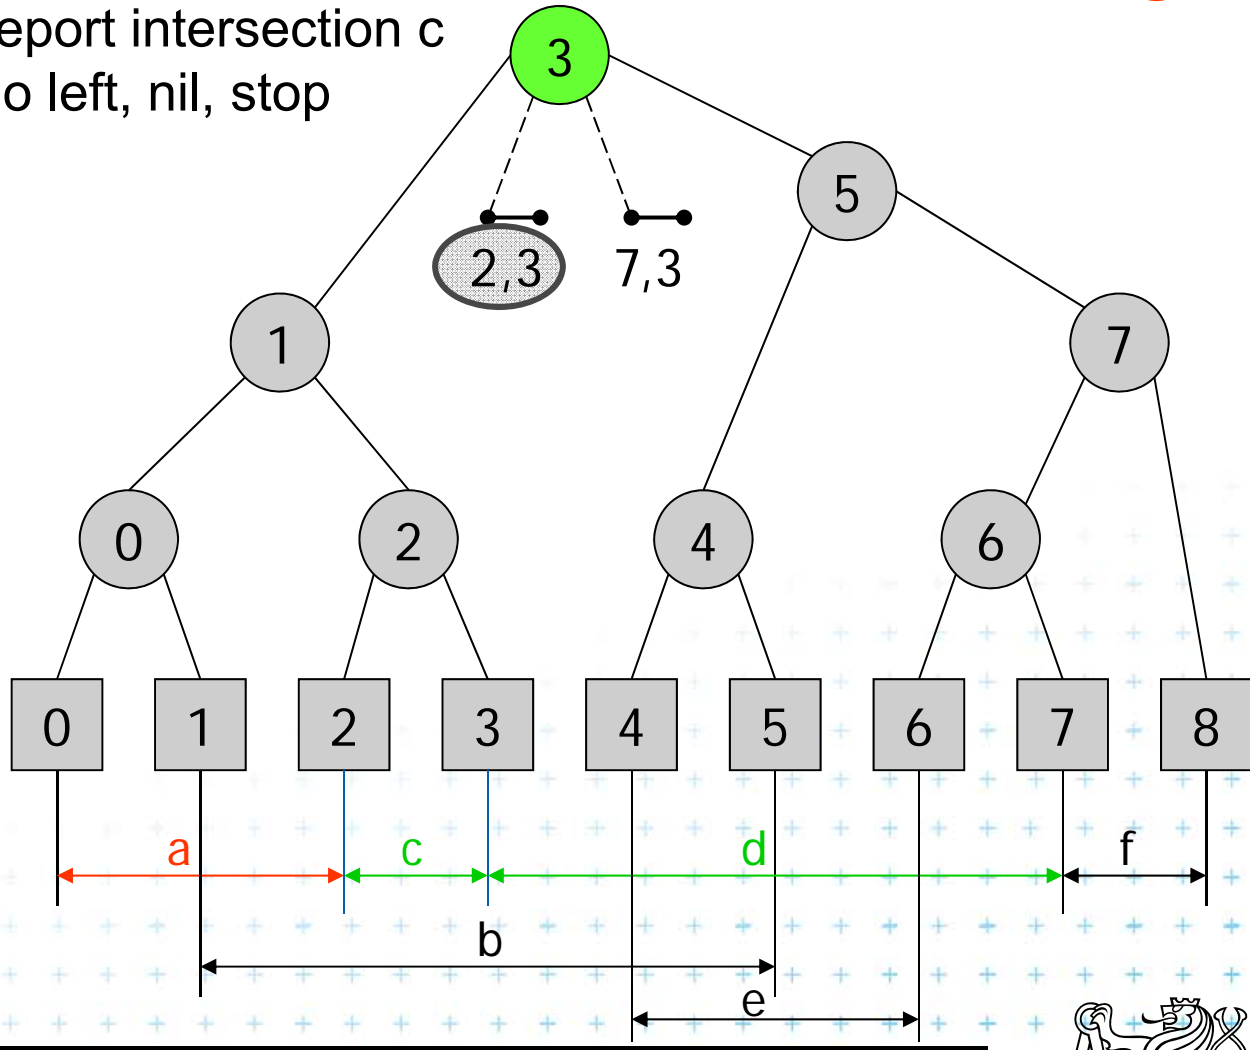 eport intersection c
o left, nil, stop
3
5
2,3 7,3
1 7
0 2 4 6
0 1 2 3 4 5 6 7 8
a c d f
b
e